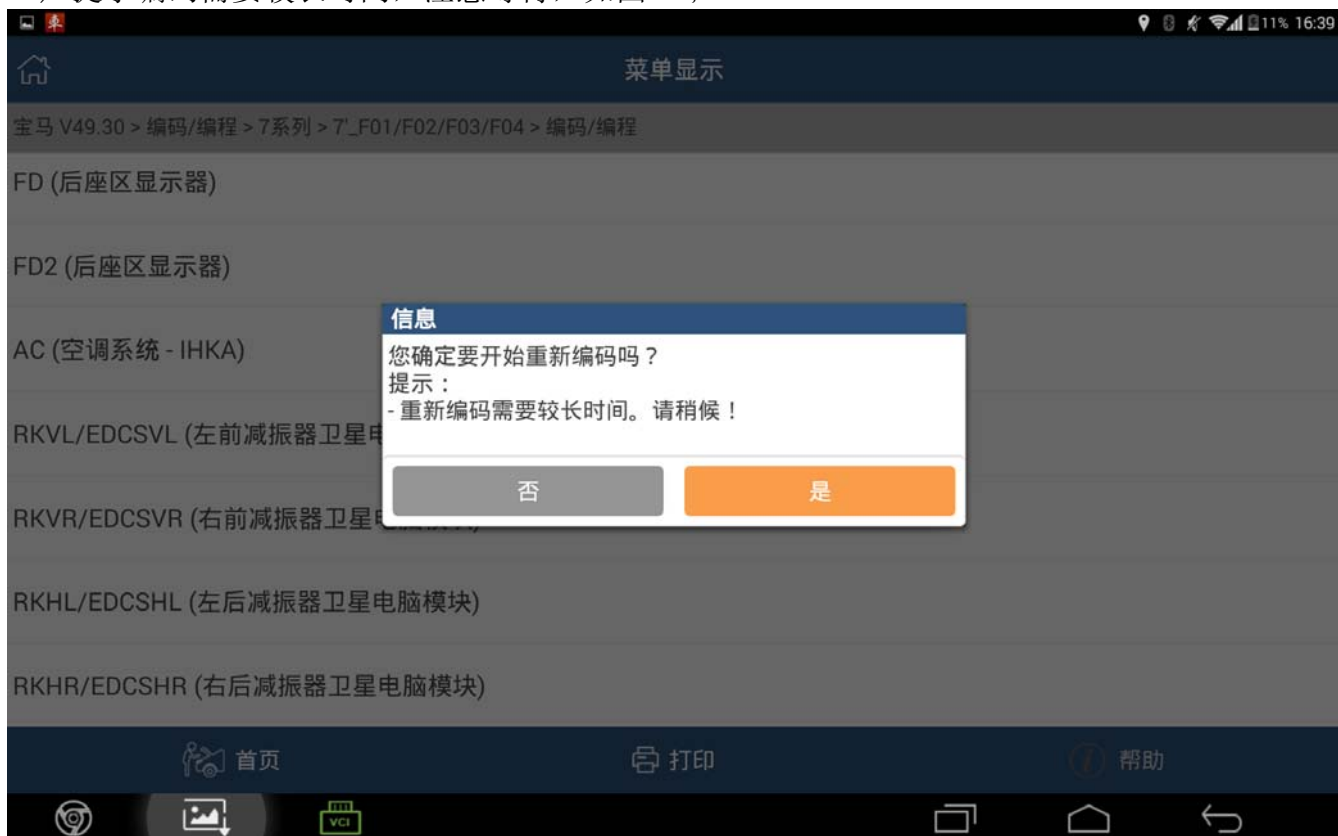 11% 16:39
菜单显示
宝马 V49.30 > 编码/编程 > 7系列 > 7'_F01/F02/F03/F04 > 编码/编程
FD (后座区显示器)
FD2 (后座区显示器)
信息
AC (空调系统 - IHKA)
您确定要开始重新编码吗？
提示：
- 重新编码需要较长时间。请稍候！
RKVL/EDCSVL (左前减振器卫星
否
是
RKVR/EDCSVR (右前减振器卫星
RKHL/EDCSHL (左后减振器卫星电脑模块)
RKHR/EDCSHR (右后减振器卫星电脑模块)
首页
打印
帮助
VCI